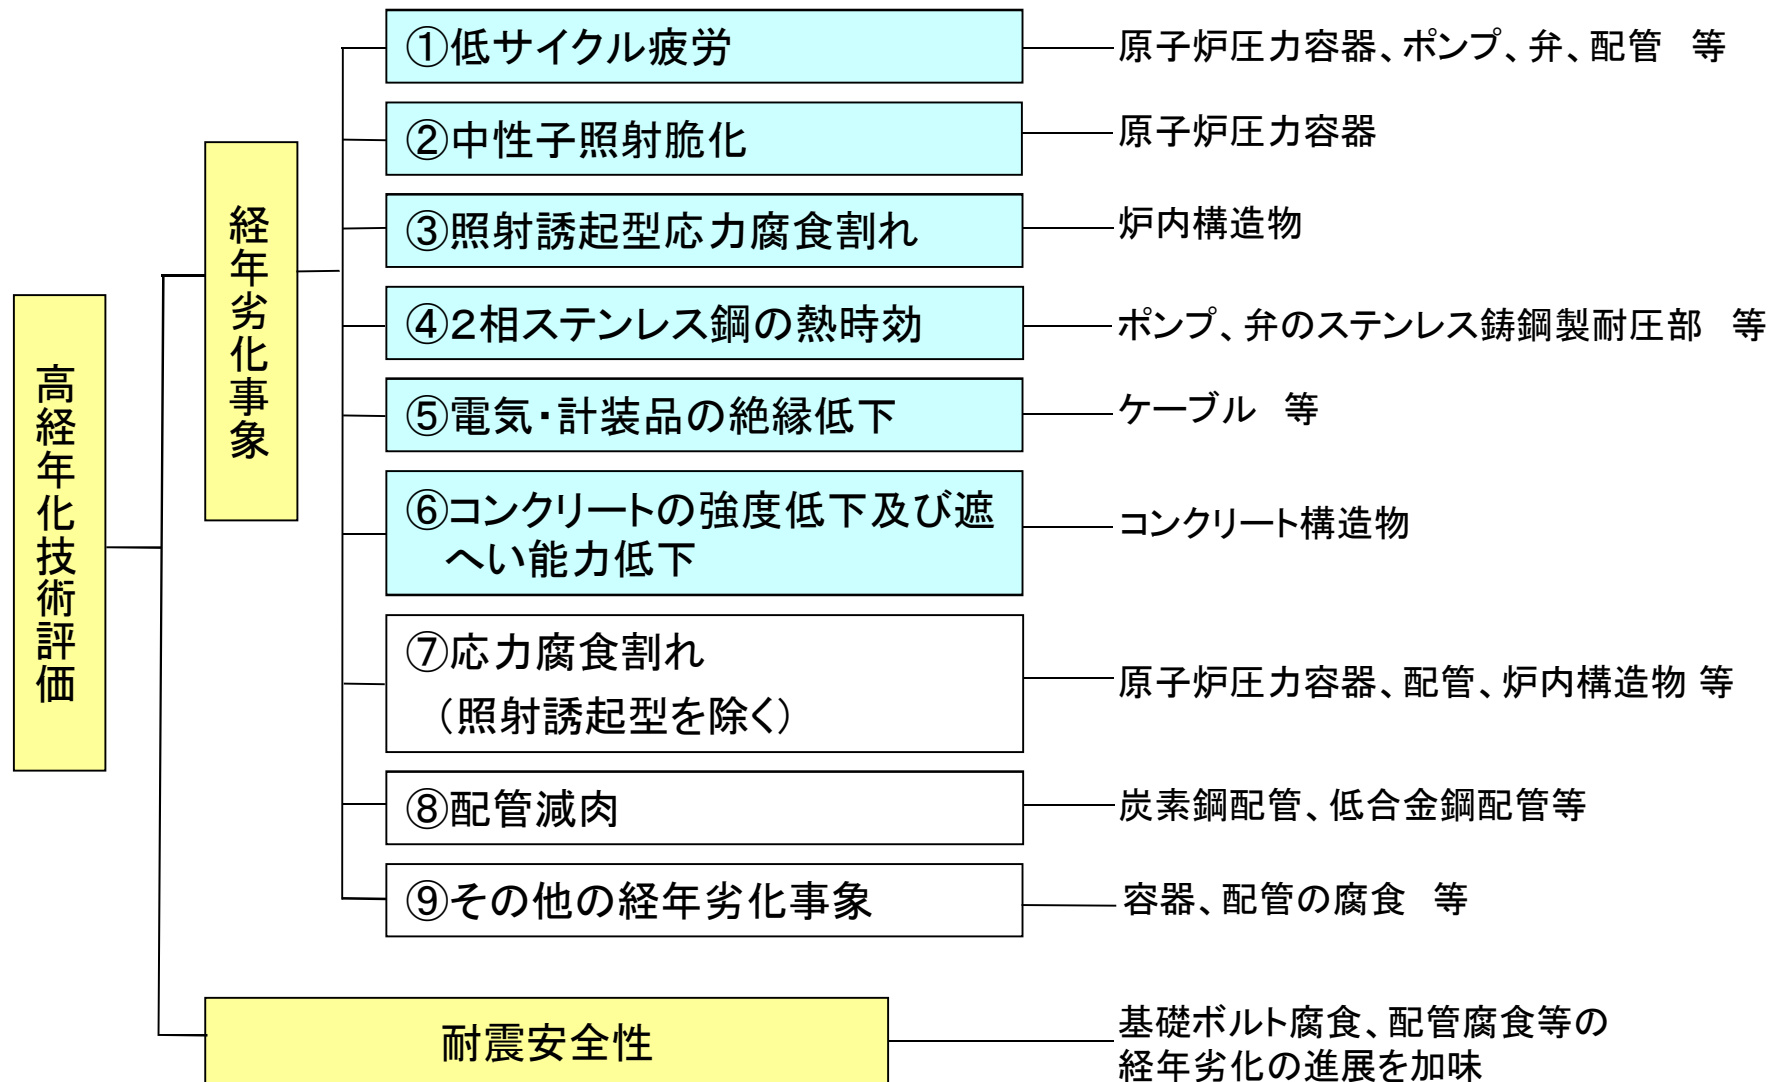 高経年化技術評価
経年劣化事象
①低サイクル疲労
原子炉圧力容器、ポンプ、弁、配管　等
②中性子照射脆化
原子炉圧力容器
③照射誘起型応力腐食割れ
炉内構造物
④２相ステンレス鋼の熱時効
ポンプ、弁のステンレス鋳鋼製耐圧部　等
⑤電気・計装品の絶縁低下
ケーブル　等
⑥コンクリートの強度低下及び遮
へい能力低下
コンクリート構造物
⑦応力腐食割れ
（照射誘起型を除く）
原子炉圧力容器、配管、炉内構造物 等
⑧配管減肉
炭素鋼配管、低合金鋼配管等
⑨その他の経年劣化事象
容器、配管の腐食　等
耐震安全性
基礎ボルト腐食、配管腐食等の
経年劣化の進展を加味